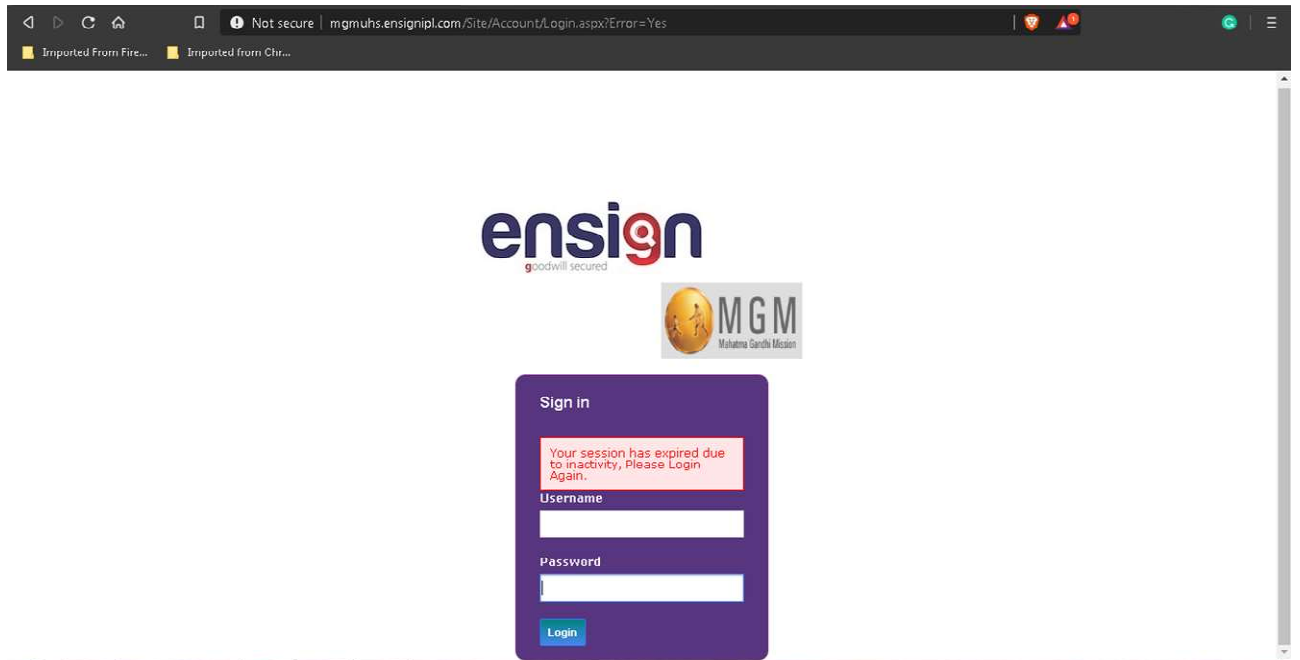 Not secure | mgmuhs.ensignipl.com/Site/Account/Login.aspx?Error=Yes
Imported From Fire... Imported from Chr...
ensign
goodwill secured
MGM
Mahatma Gandhi Mission
Sign in
Your session has expired due
to inactivity, Please Login
Again.
Username
Password
Login